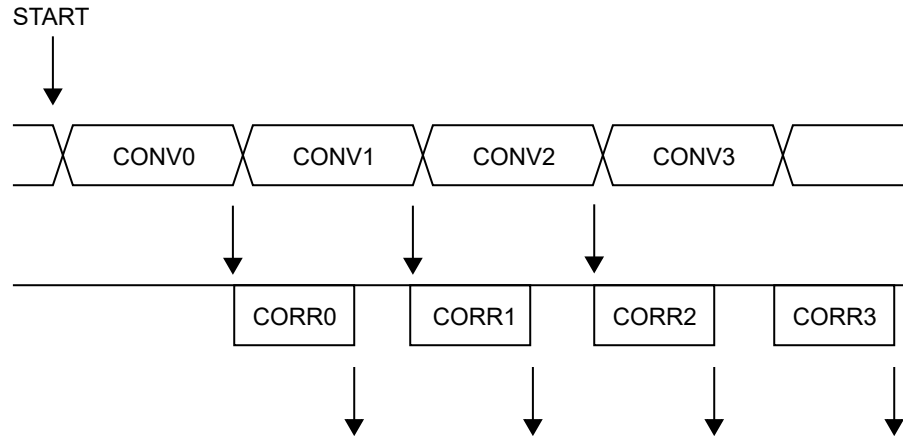 START
CONV0 CONV1 CONV2 CONV3
CORR0 CORR1 CORR2 CORR3